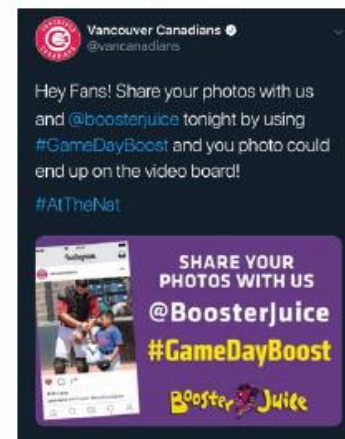 Vancouver Canadians
@vancanadians
Hey Fans! Share your photos with us
and @boosterjuice tonight by using
#GameDayBoost and you photo could
end up on the video board!
#AtTheNat
Instagram
SHARE YOUR
PHOTOS WITH US
@BoosterJuice
#GameDayBoost
Booster Juice